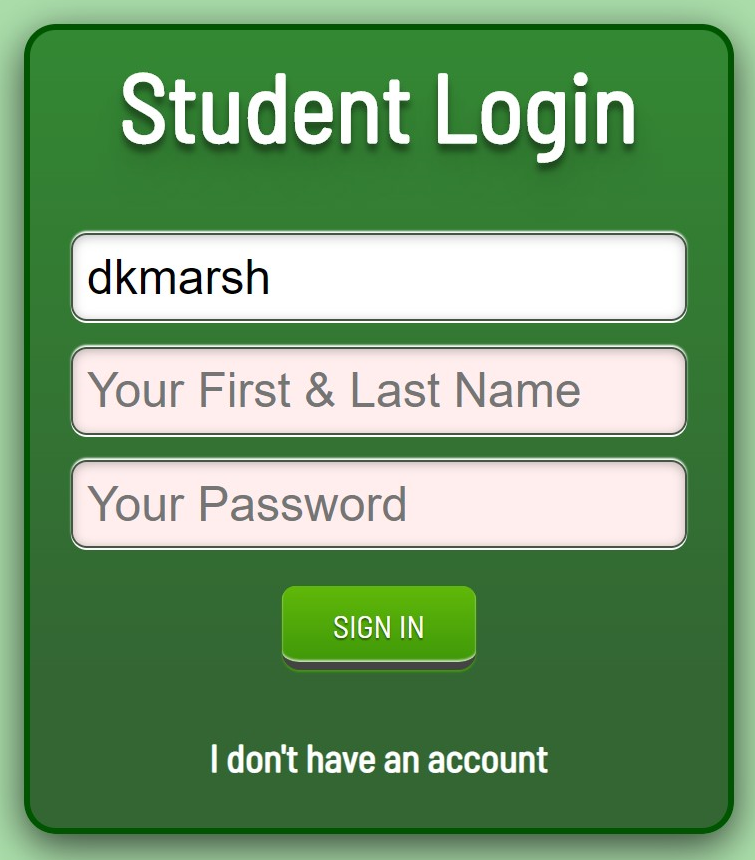 Student Login
dkmarsh
Your First & Last Name
Your Password
SIGN IN
I don't have an account